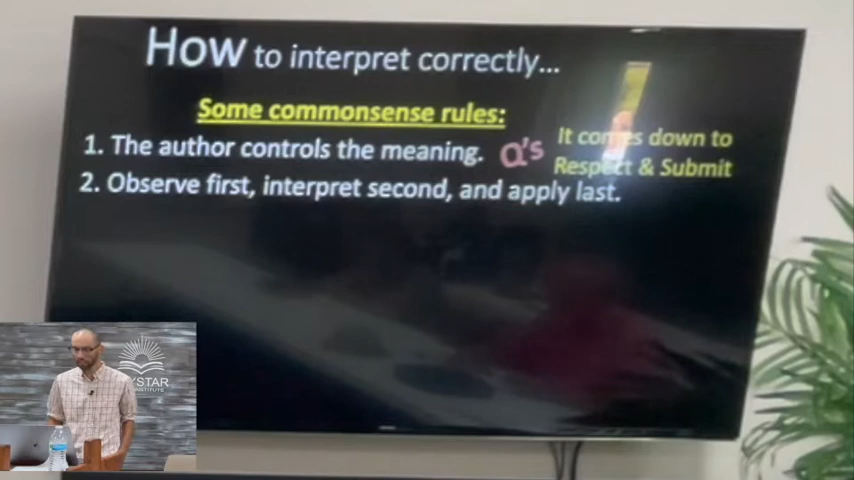 How to interpret correctly...
Some commonsense rules:
1. The author controls the meaning. a's
It comes down to
Respect & Submit
2. Observe first, interpret second, and apply last.
STAR
INSTITUTE